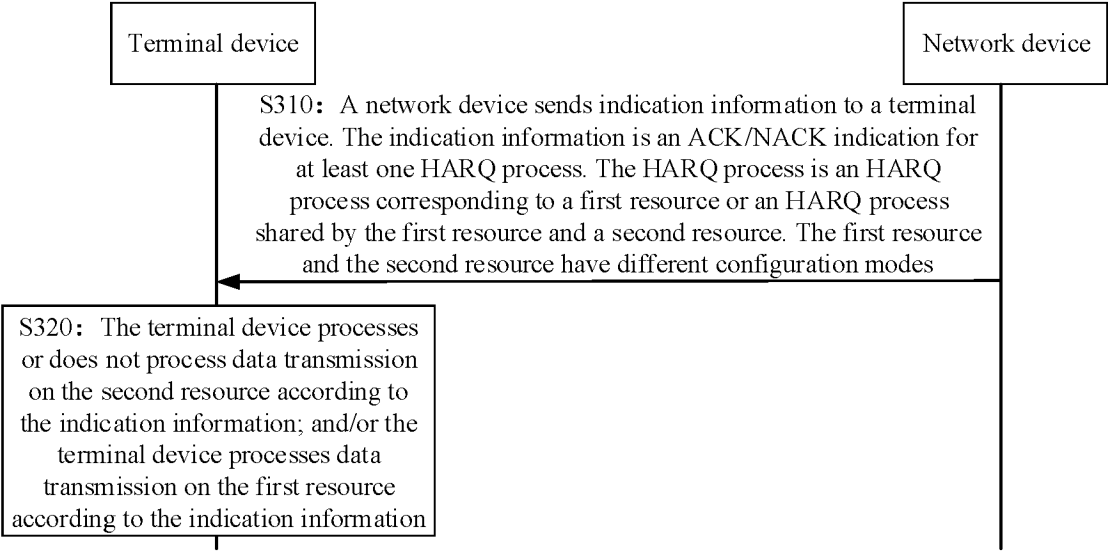 Terminal device
Network device
S310：A network device sends indication information to a terminal
device. The indication information is an ACK/NACK indication for
at least one HARQ process. The HARQ process is an HARQ
process corresponding to a first resource or an HARQ process
shared by the first resource and a second resource. The first resource
and the second resource have different configuration modes
S320：The terminal device processes
or does not process data transmission
on the second resource according to
the indication information; and/or the
terminal device processes data
transmission on the first resource
according to the indication information